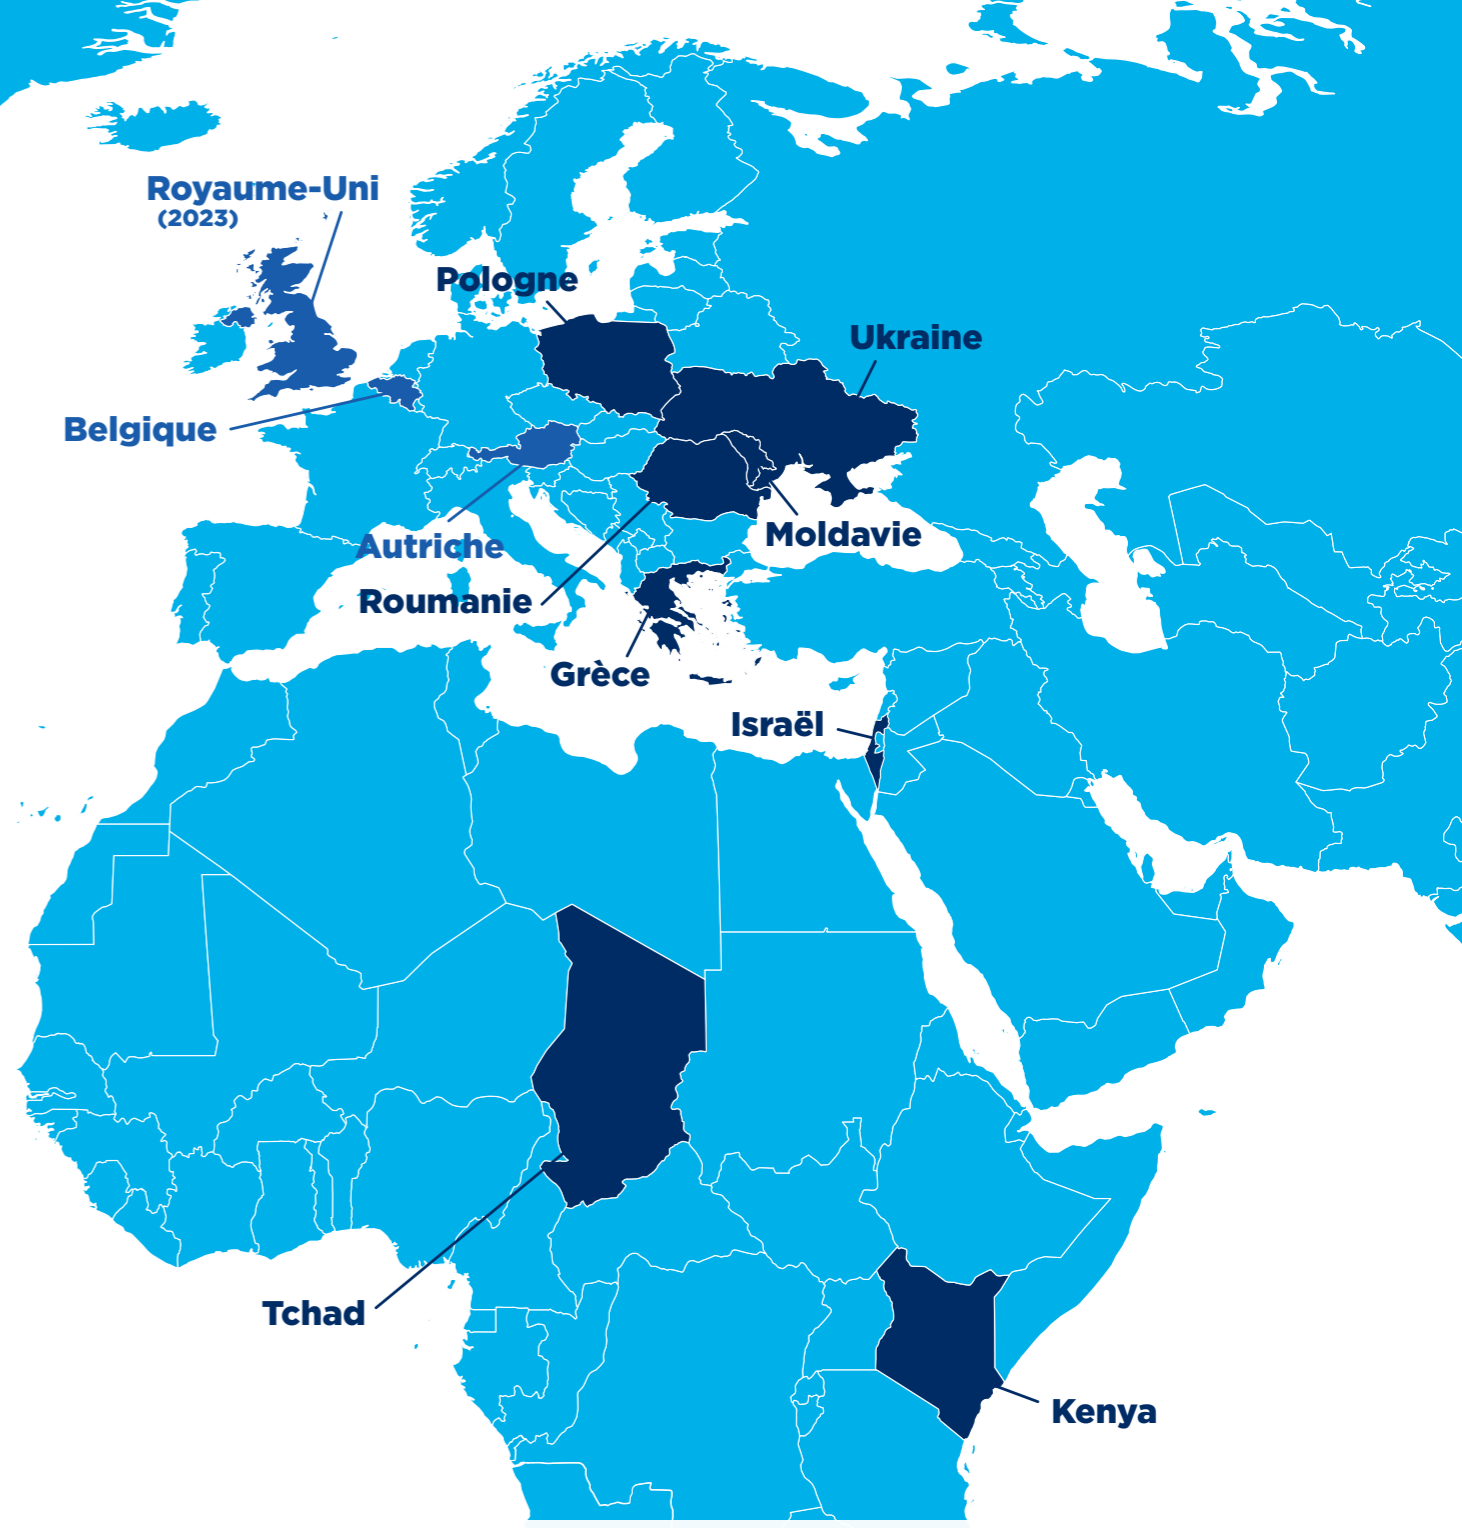 Royaume-Uni
(2023)
Pologne
Ukraine
Belgique
Moldavie
Autriche
Roumanie
Grèce
Israël
Tchad
Kenya